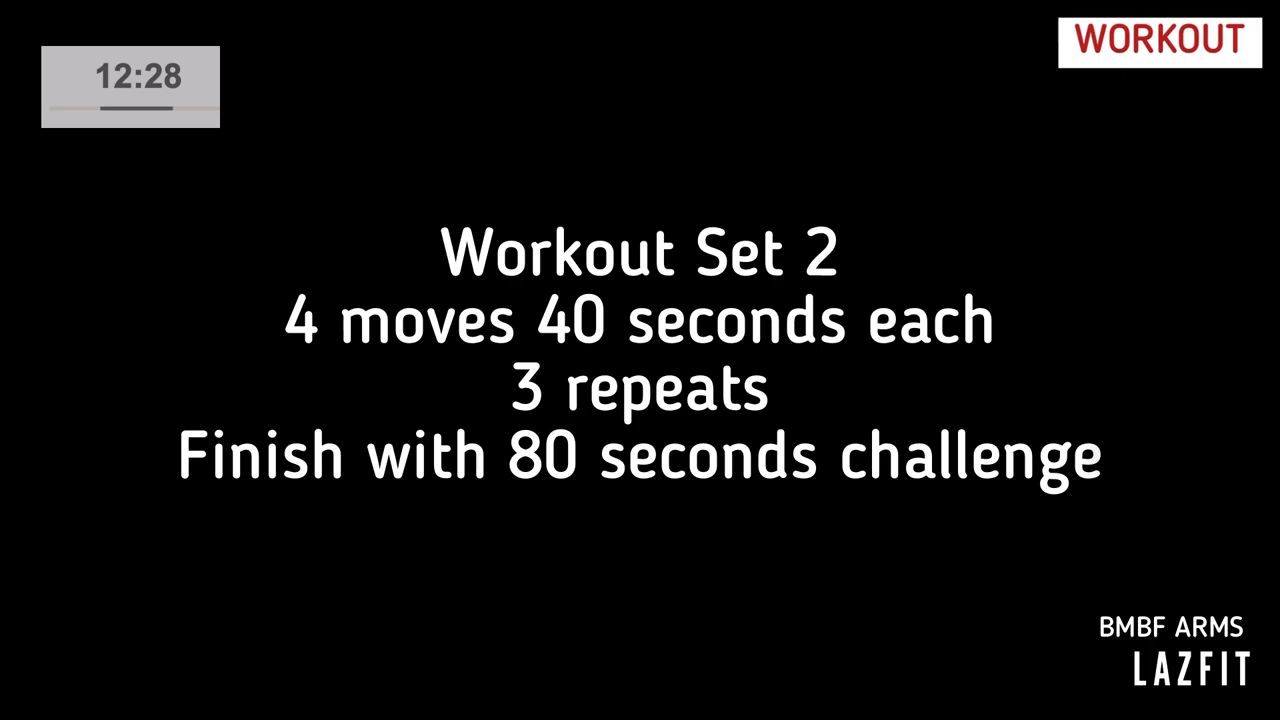 WORKOUT
12:28
Workout Set 2
4 moves 40 seconds each
3 repeats
Finish with 80 seconds challenge
BMBF ARMS
LAZFIT